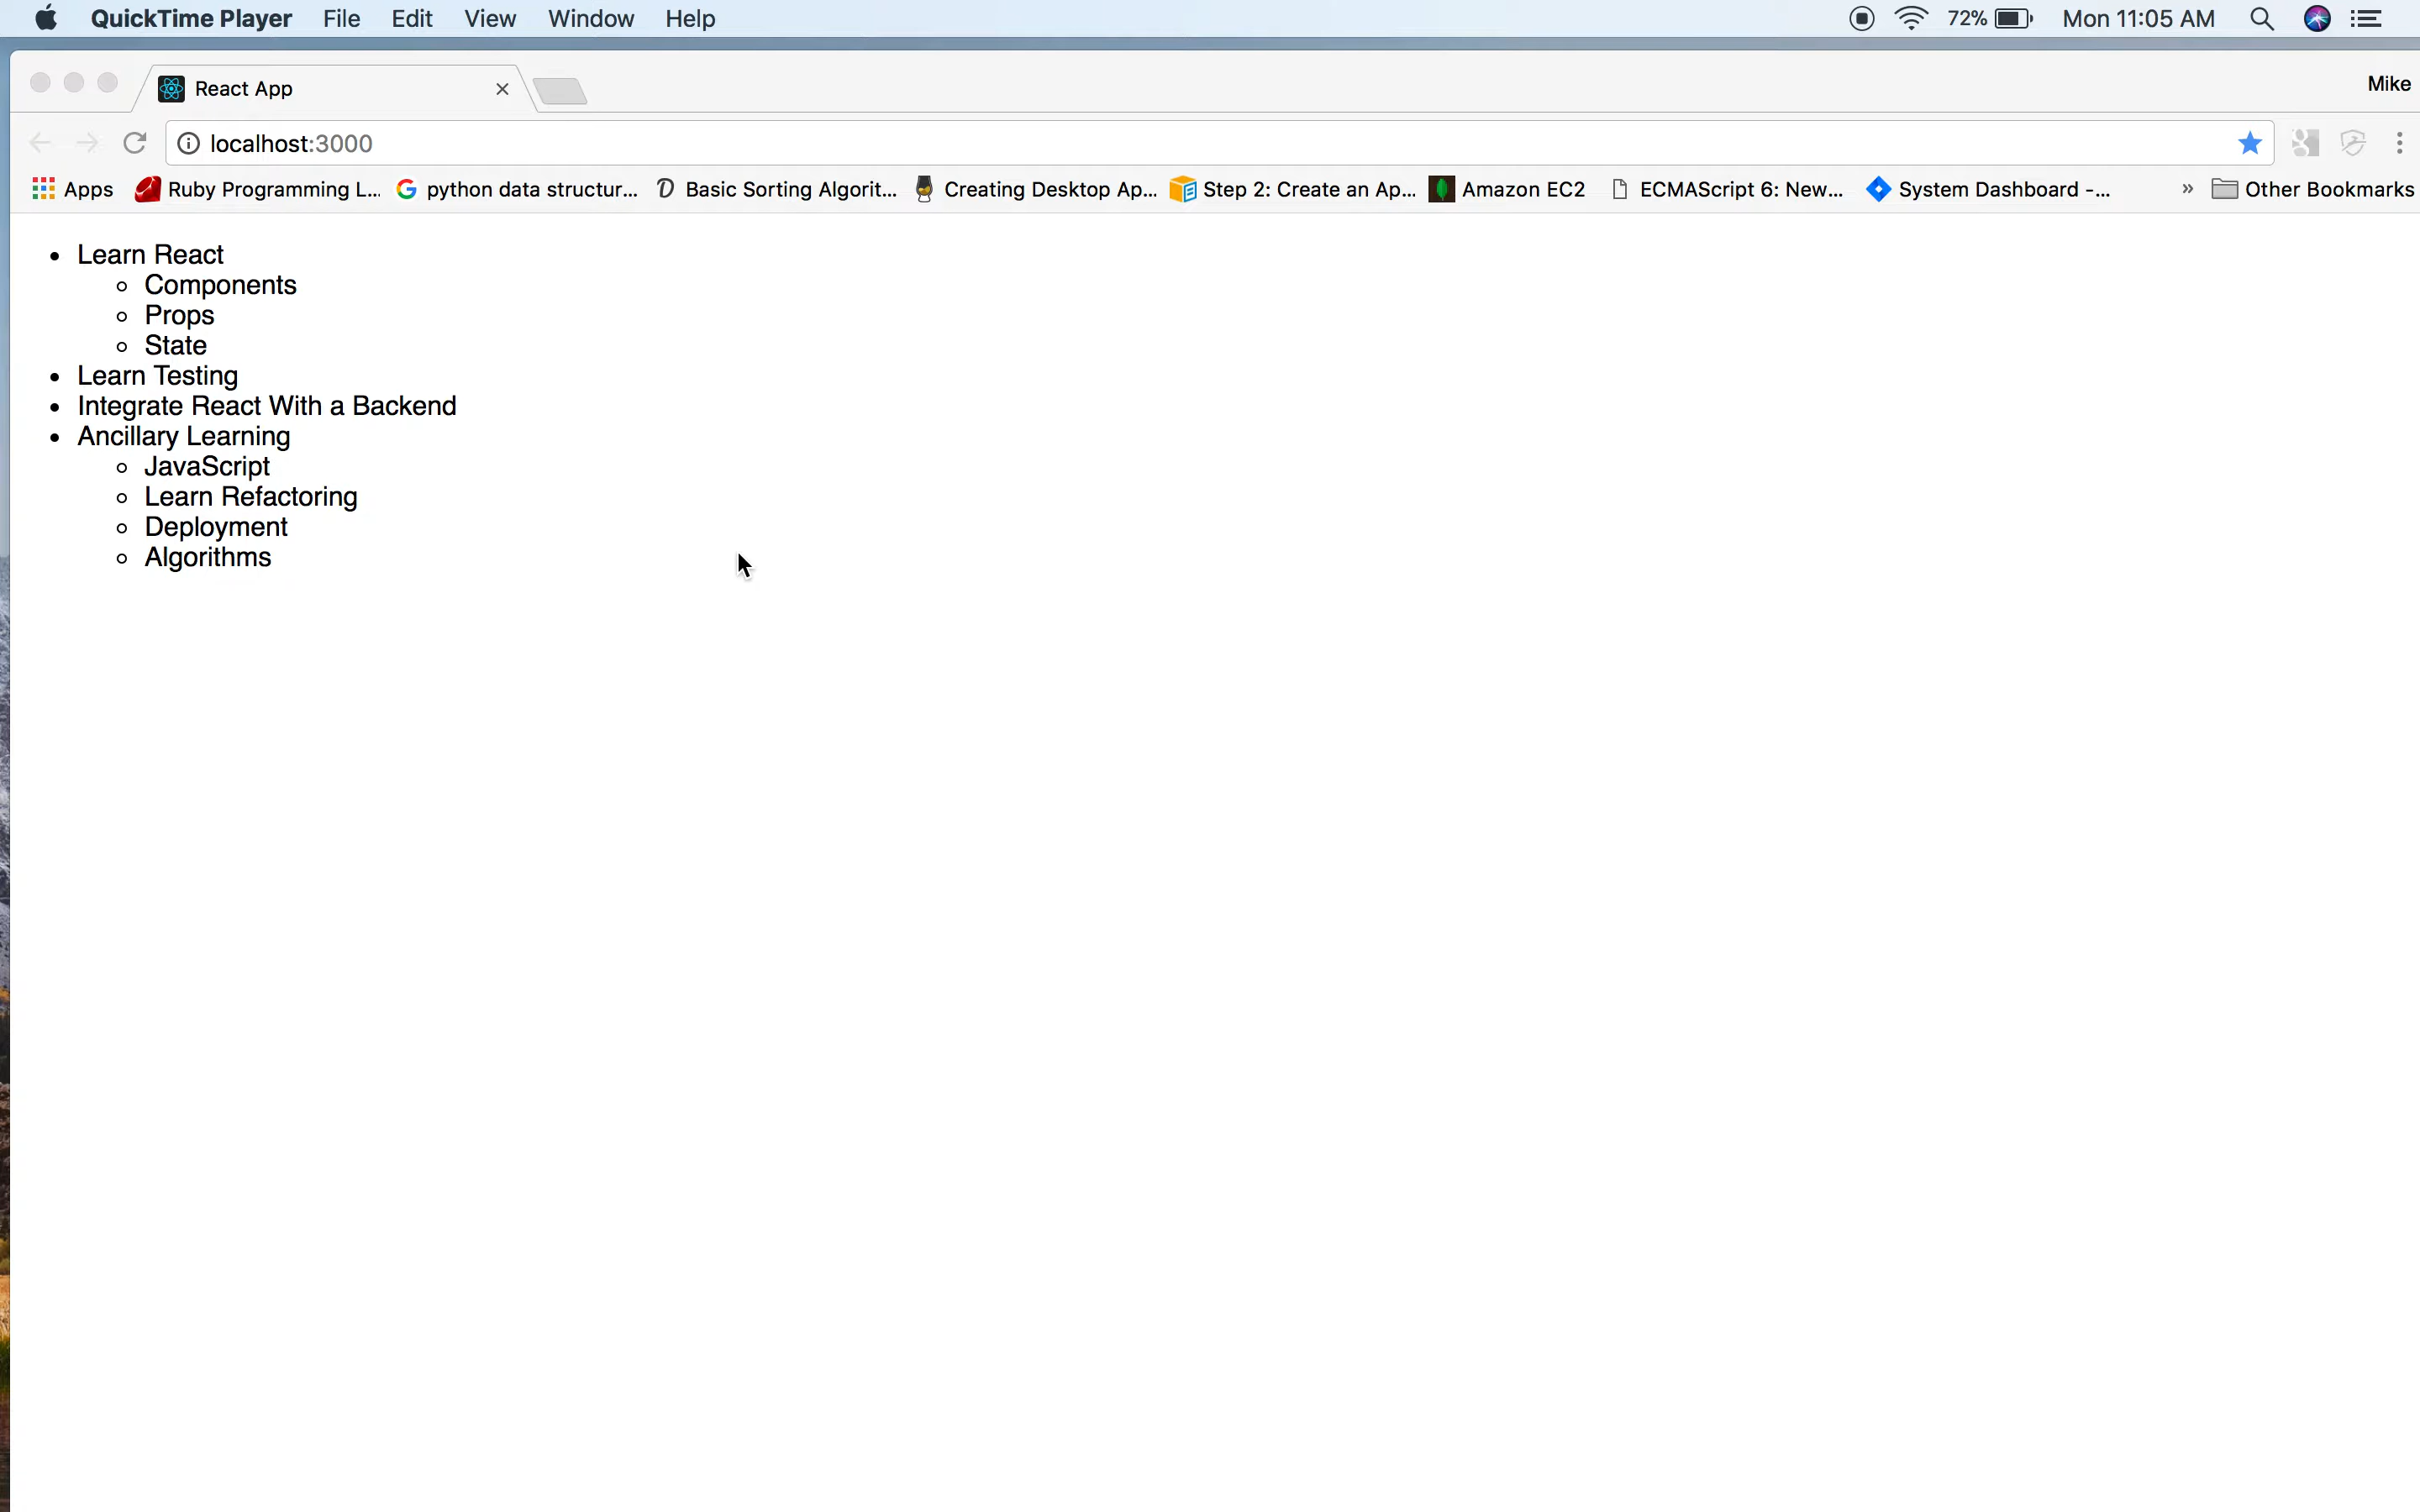 QuickTime Player File Edit View Window Help 72% Mon 11:05 AM
React App Mike
localhost:3000
Apps Ruby Programming L... python data structur... Basic Sorting Algorit... Creating Desktop Ap... Step 2: Create an Ap... Amazon EC2 ECMAScript 6: New... System Dashboard -... » Other Bookmarks
Learn React
Components
Props
State
Learn Testing
Integrate React With a Backend
Ancillary Learning
JavaScript
Learn Refactoring
Deployment
Algorithms